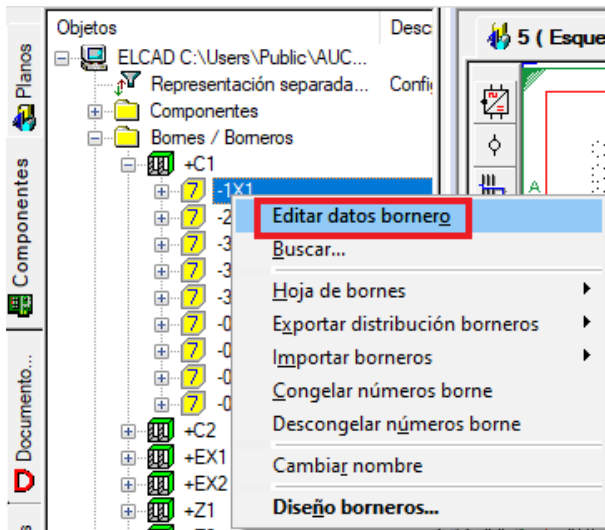 Objetos
Desc
5 ( Esque
ELCAD C:\Users\Public\AUC...
Representación separada...
Confi
Componentes
Bornes / Borneros
+C1
-1X1
-2
-3
-3
-3
-0
-0
-0
-0
+C2
+EX1
+EX2
+Z1
Editar datos bornero
Buscar...
Hoja de bornes
Exportar distribución borneros
Importar borneros
Congelar números borne
Descongelar números borne
Cambiar nombre
Diseño borneros...
Planos
Componentes
Documento...
A